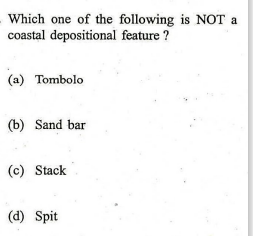 Which one of the following is NOT a
coastal depositional feature ?
(a) Tombolo
(b) Sand bar
(c) Stack
(d) Spit